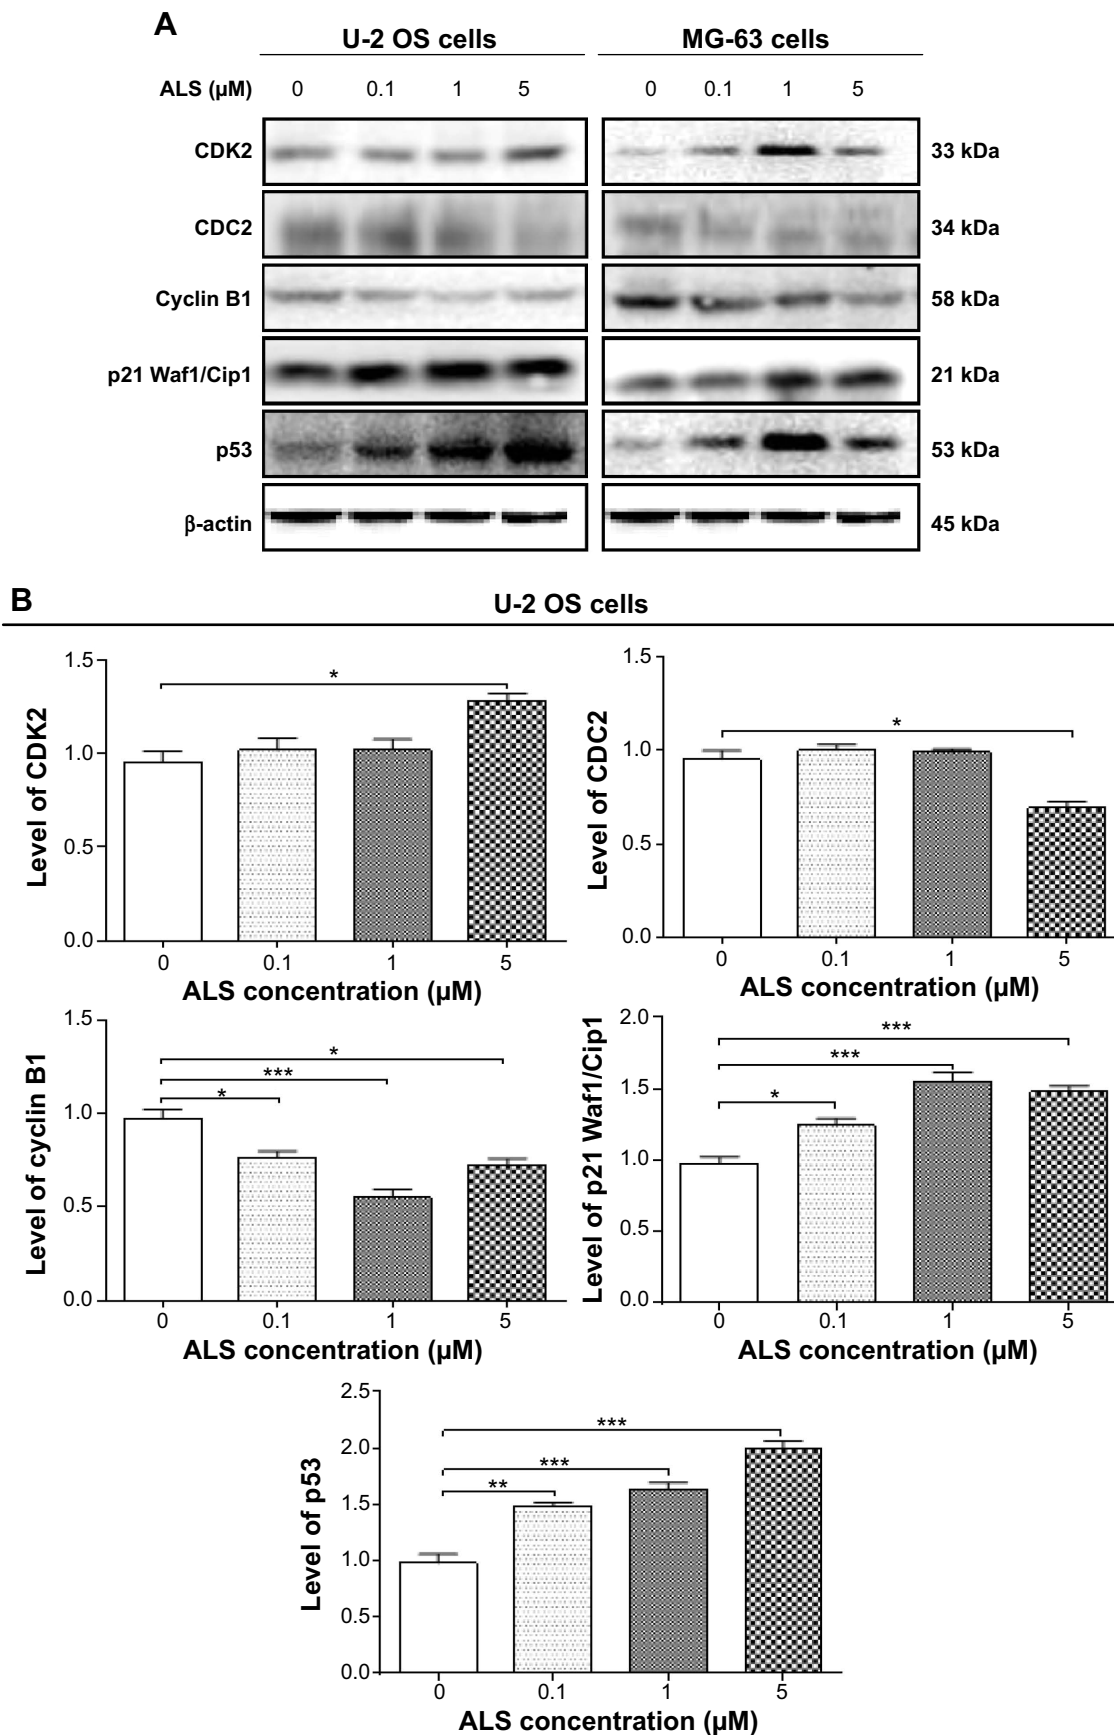 A
U-2 OS cells MG-63 cells
ALS (µM) 0 0.1 1 5 0 0.1 1 5
CDK2 33 kDa
CDC2 34 kDa
Cyclin B1 58 kDa
p21 Waf1/Cip1 21 kDa
p53 53 kDa
β-actin 45 kDa
B
U-2 OS cells
Level of CDK2
1.5
1.0
0.5
0.0
*
0 0.1 1 5
ALS concentration (µM)
Level of CDC2
1.5
1.0
0.5
0.0
*
0 0.1 1 5
ALS concentration (µM)
Level of cyclin B1
1.5
1.0
0.5
0.0
*
***
*
0 0.1 1 5
ALS concentration (µM)
Level of p21 Waf1/Cip1
2.0
1.5
1.0
0.5
0.0
***
***
*
0 0.1 1 5
ALS concentration (µM)
Level of p53
2.5
2.0
1.5
1.0
0.5
0.0
***
***
**
0 0.1 1 5
ALS concentration (µM)